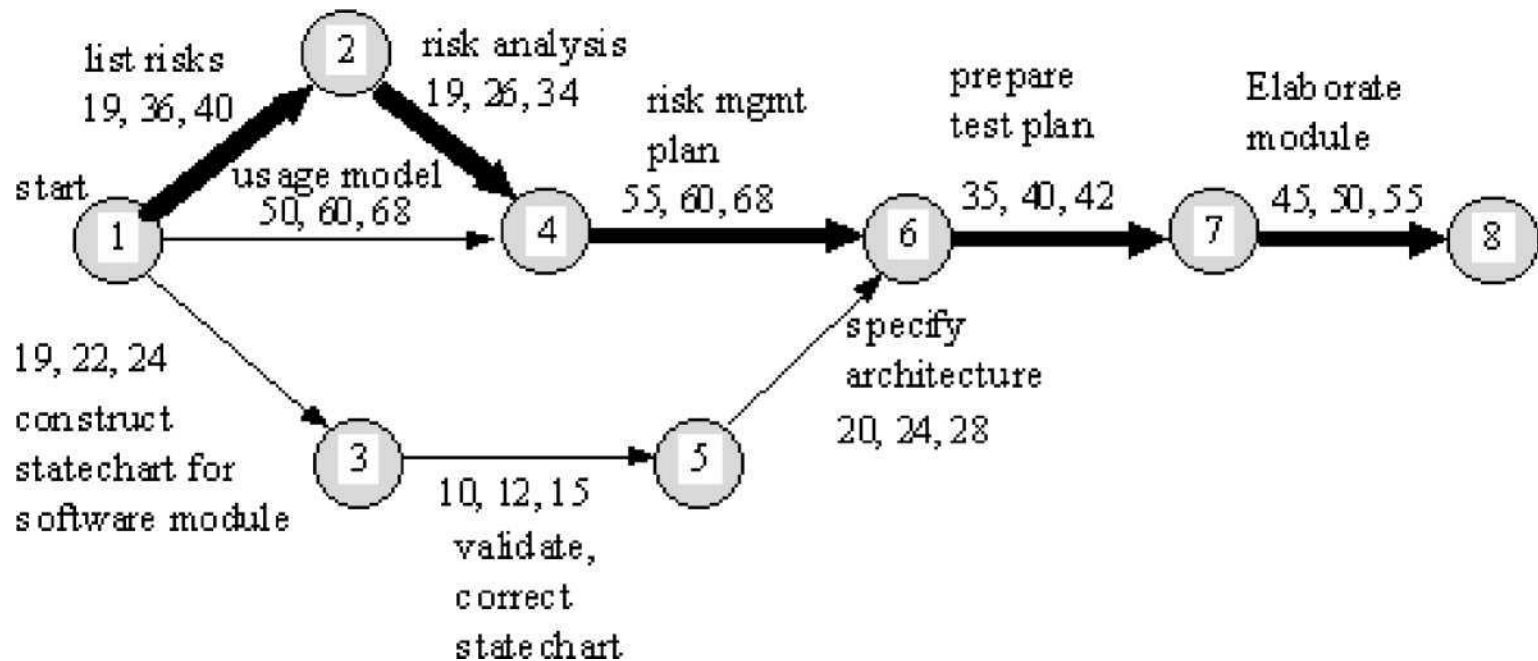 2
list risks
19, 36, 40
risk analysis
19, 26, 34
risk mgmt
plan
55, 60, 68
prepare
test plan
35, 40, 42
Elaborate
module
45, 50, 55
start
usage model
50, 60, 68
1
4
6
7
8
19, 22, 24
construct
statechart for
software module
3
10, 12, 15
validate,
correct
statechart
5
specify
architecture
20, 24, 28